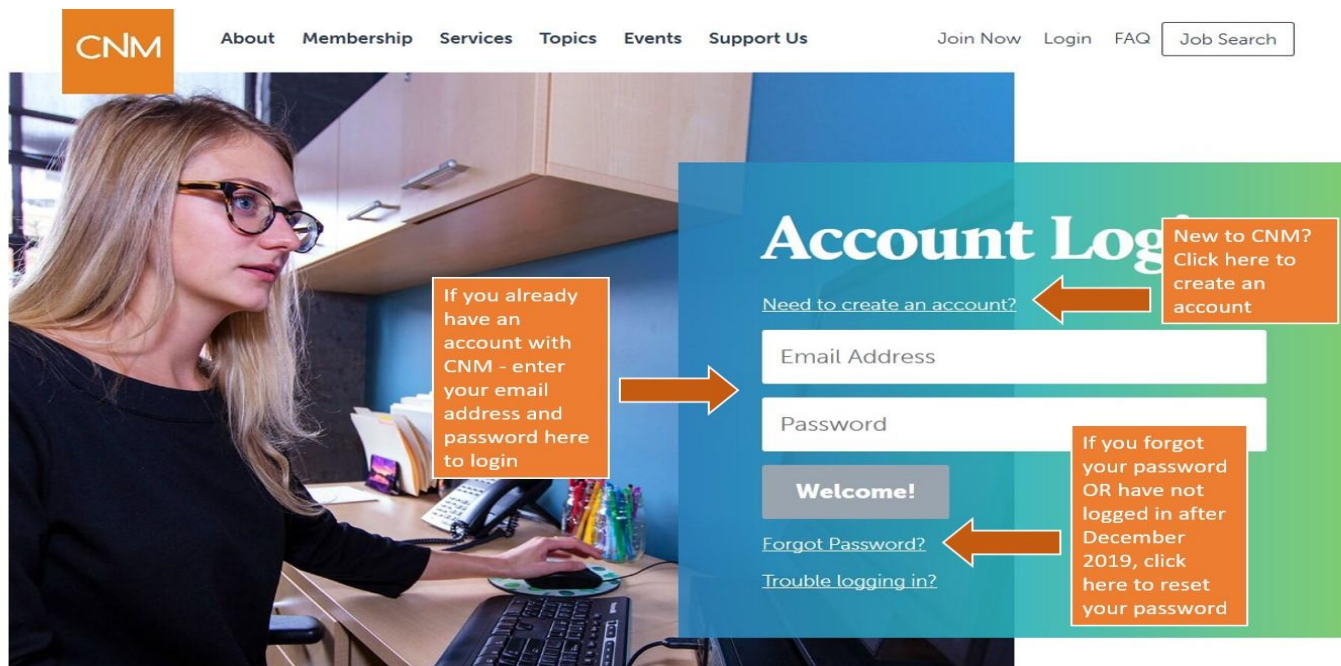 CNM
About Membership Services Topics Events Support Us
Join Now Login FAQ Job Search
Account Log
New to CNM?
Click here to
create an
account
Need to create an account?
If you already
have an
account with
CNM - enter
your email
address and
password here
to login
Email Address
Password
If you forgot
your password
OR have not
logged in after
December
2019, click
here to reset
your password
Welcome!
Forgot Password?
Trouble logging in?